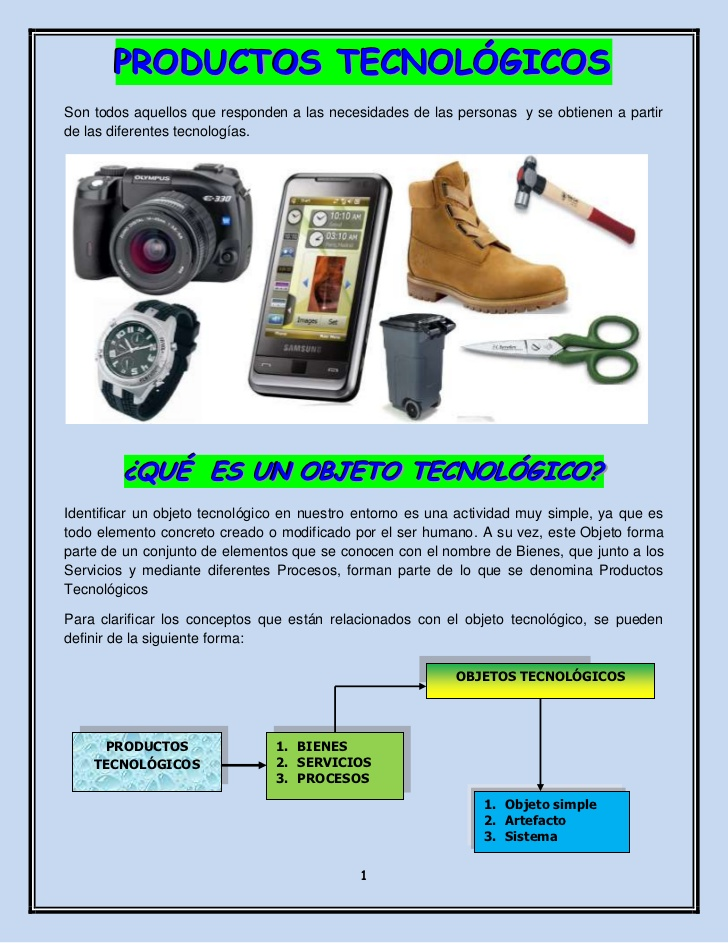 PRODUCTOS TECNOLÓGICOS
Son todos aquellos que responden a las necesidades de las personas y se obtienen a partir
de las diferentes tecnologías.
OLYMPUS
E-330
Start
10:10 AM
03:10 AM
Images Set
SAMSUNG
¿QUÉ ES UN OBJETO TECNOLÓGICO?
Identificar un objeto tecnológico en nuestro entorno es una actividad muy simple, ya que es
todo elemento concreto creado o modificado por el ser humano. A su vez, este Objeto forma
parte de un conjunto de elementos que se conocen con el nombre de Bienes, que junto a los
Servicios y mediante diferentes Procesos, forman parte de lo que se denomina Productos
Tecnológicos
Para clarificar los conceptos que están relacionados con el objeto tecnológico, se pueden
definir de la siguiente forma:
OBJETOS TECNOLÓGICOS
PRODUCTOS
TECNOLÓGICOS
1. BIENES
2. SERVICIOS
3. PROCESOS
1. Objeto simple
2. Artefacto
3. Sistema
1